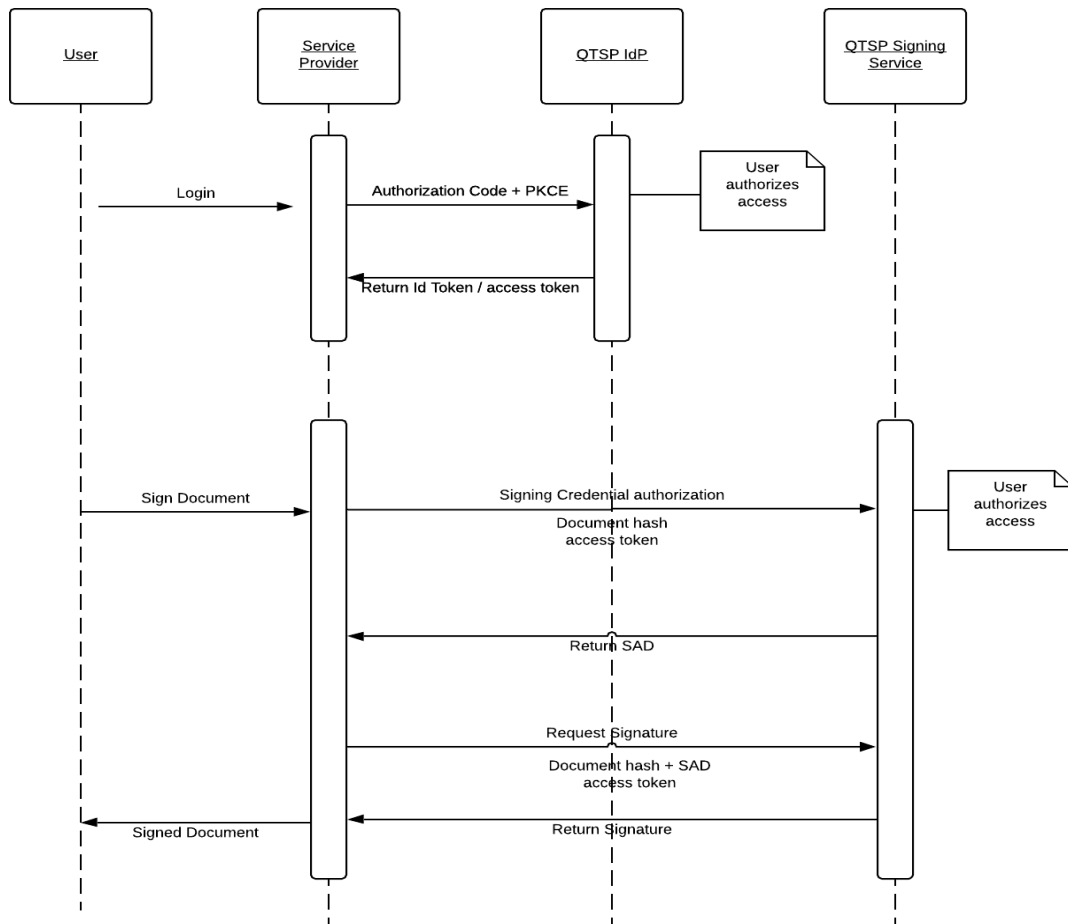 User
Service
Provider
QTSP IdP
QTSP Signing
Service
User
authorizes
access
Login
Authorization Code + PKCE
Return Id Token / access token
Sign Document
Signing Credential authorization
Document hash
access token
User
authorizes
access
Return SAD
Request Signature
Document hash + SAD
access token
Signed Document
Return Signature